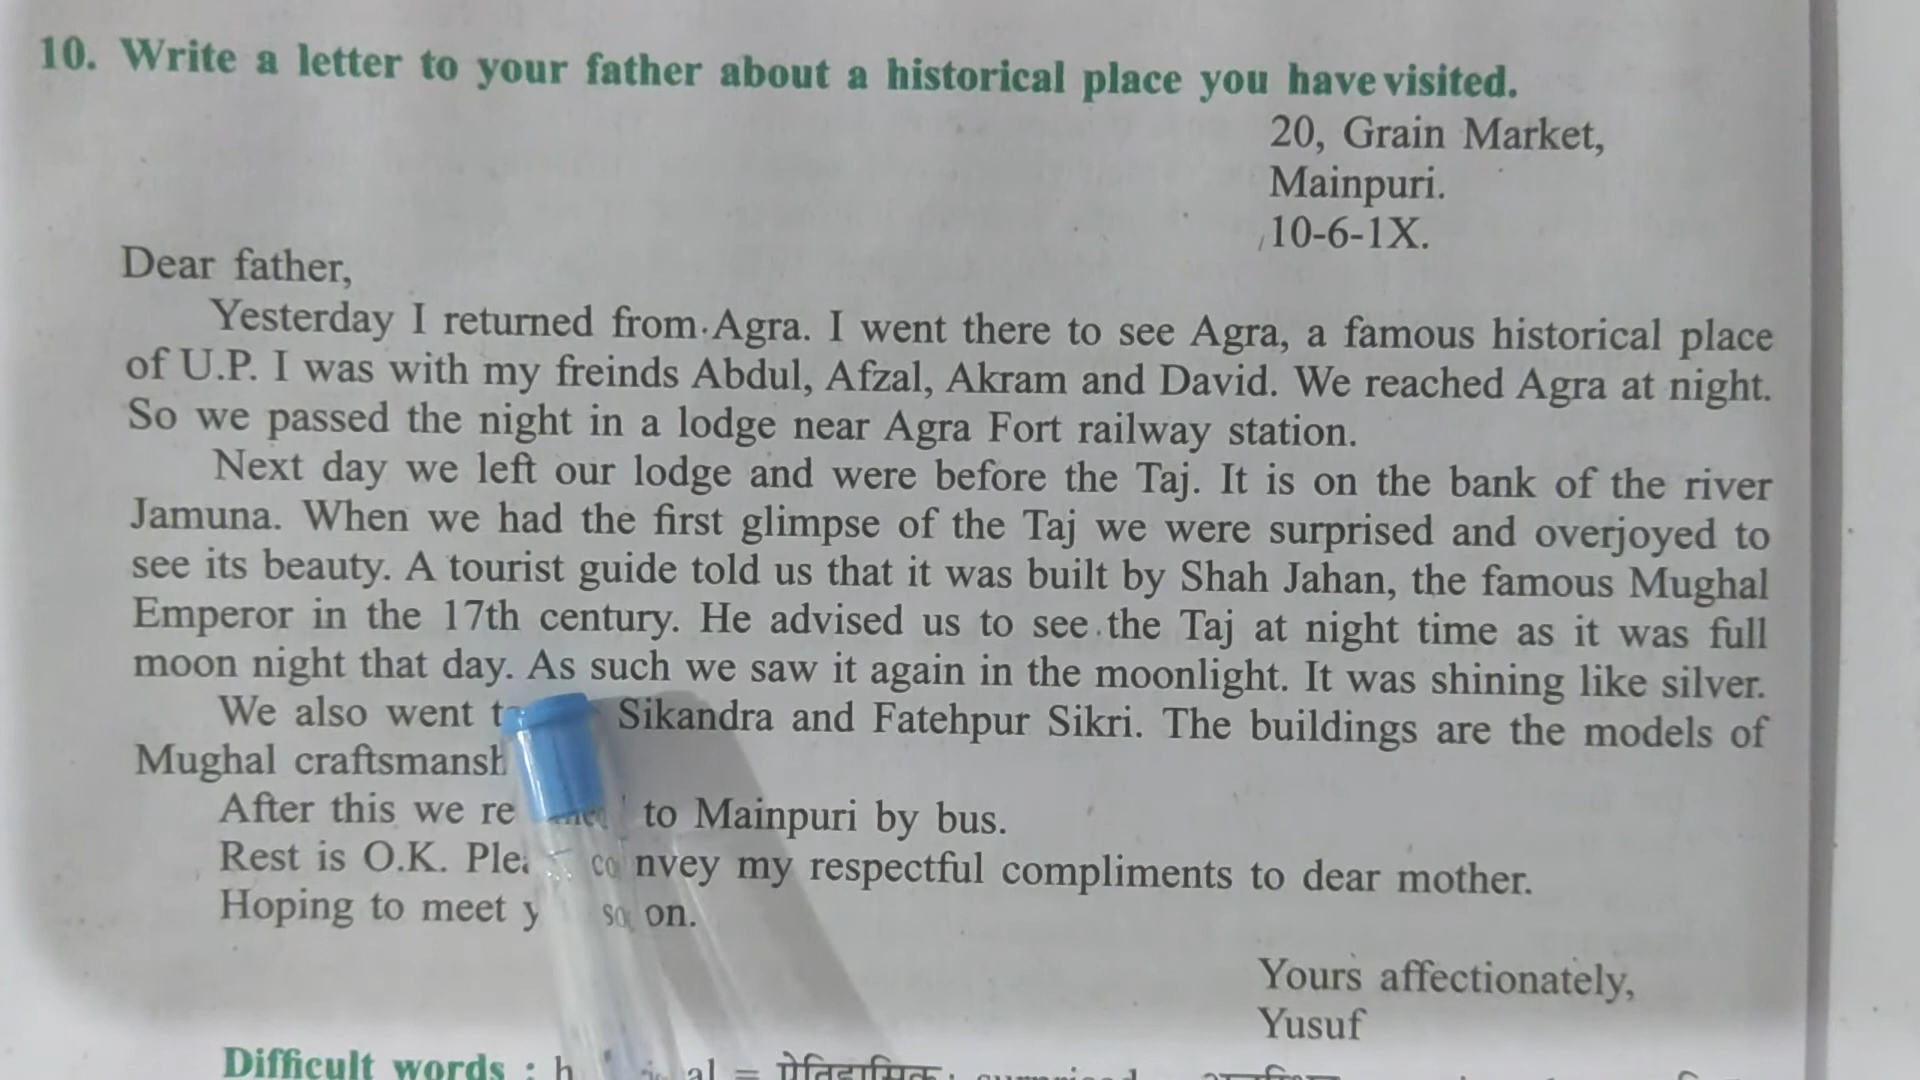 10. Write a letter to your father about a historical place you have visited.
20, Grain Market,
Mainpuri.
10-6-1X.
Dear father,
Yesterday I returned from Agra. I went there to see Agra, a famous historical place
of U.P. I was with my freinds Abdul, Afzal, Akram and David. We reached Agra at night.
So we passed the night in a lodge near Agra Fort railway station.
Next day we left our lodge and were before the Taj. It is on the bank of the river
Jamuna. When we had the first glimpse of the Taj we were surprised and overjoyed to
see its beauty. A tourist guide told us that it was built by Shah Jahan, the famous Mughal
Emperor in the 17th century. He advised us to see the Taj at night time as it was full
moon night that day. As such we saw it again in the moonlight. It was shining like silver.
We also went Sikandra and Fatehpur Sikri. The buildings are the models of
Mughal
After this we to Mainpuri by bus.
Rest is O.K. convey my respectful compliments to dear mother.
Hoping to meet soon.
Yours affectionately,
Yusuf
Difficult words :